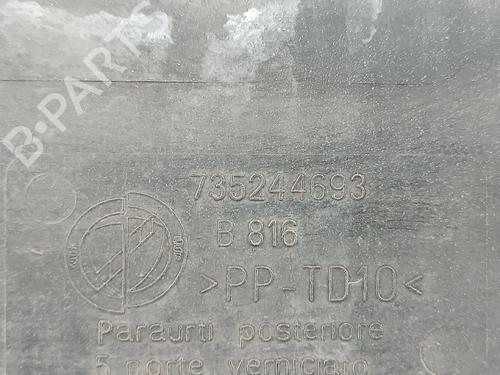 B-PARTS
735244693
B 816
>PP-TD10<
Paraurti posteriore
5 porte verniciato